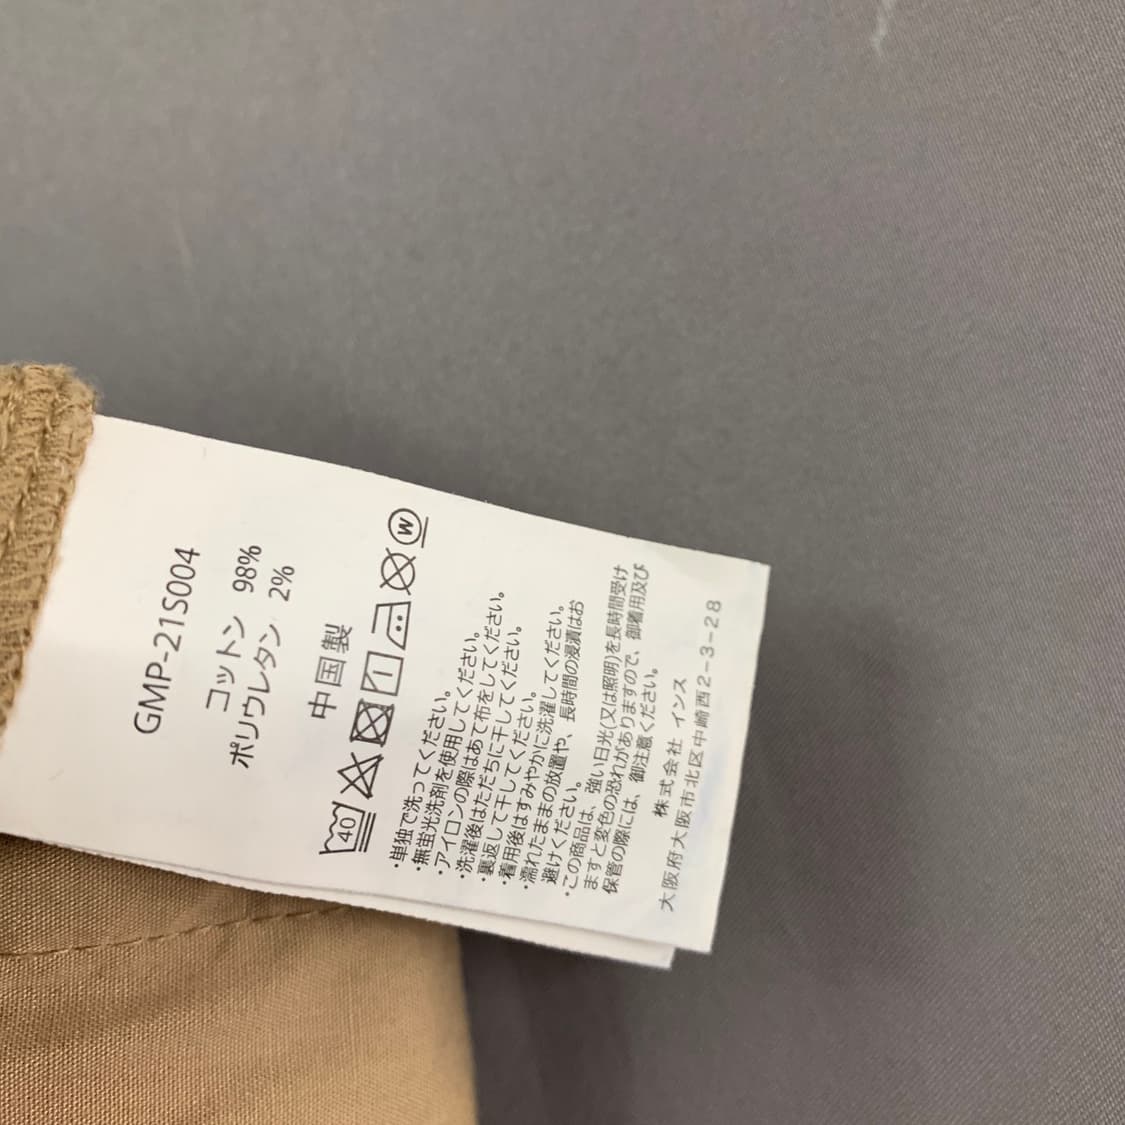 GMP-21S004
コットン 98%
ポリウレタン 2%
中国製
40
W
・単独で洗ってください。
・無蛍光洗剤を使用してください。
・アイロンの際はあて布をしてください。
・洗濯後はただちに干してください。
・裏返して干してください。
・着用後はすみやかに洗濯してください。
・濡れたままの放置や、長時間の浸漬はお
避けください。
・この商品は、強い日光(又は照明)を長時間受け
ますと変色の恐れがありますので、御着用及び
保管の際には、御注意ください。
株式会社 インス
大阪府大阪市北区中崎西2-3-28